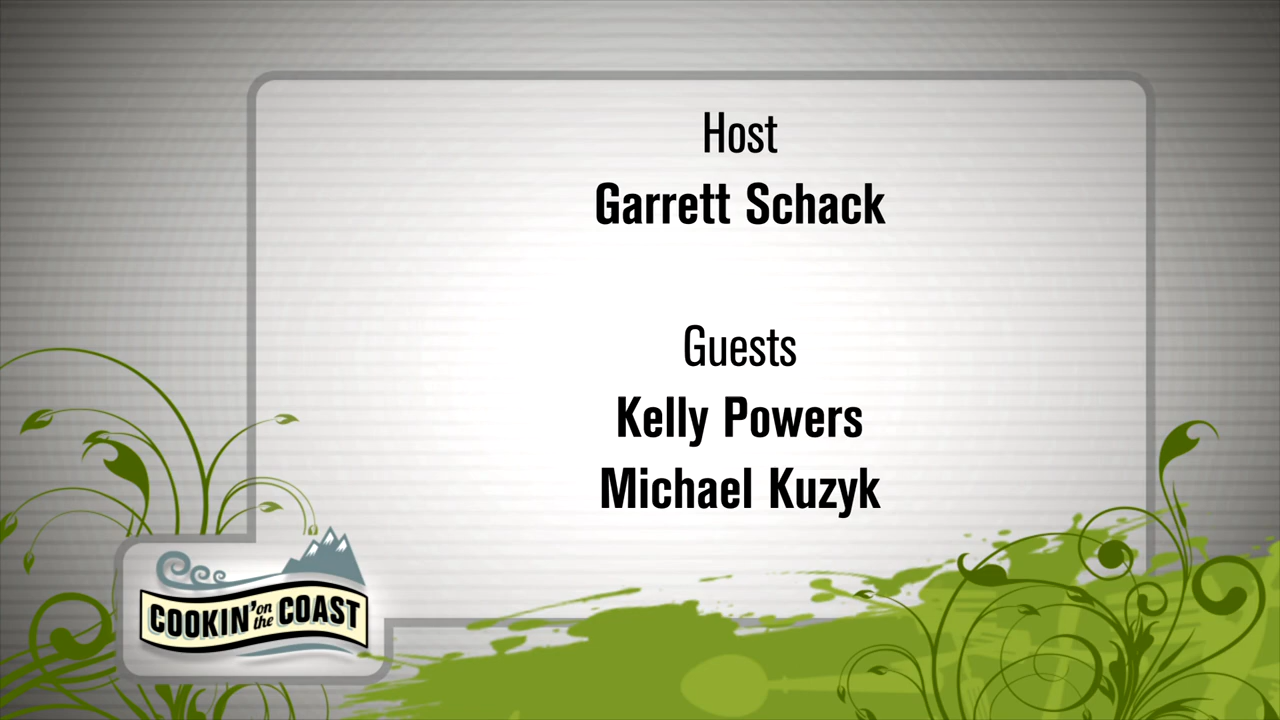 Host
Garrett Schack
Guests
Kelly Powers
Michael Kuzyk
COOKIN' on the COAST